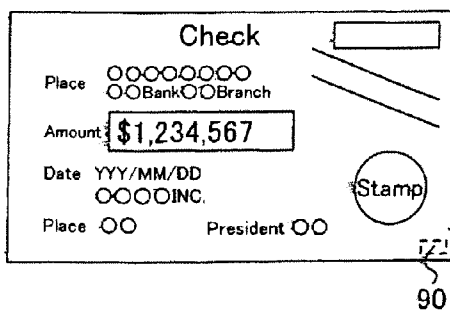 Check
Place ○○○○○○○○
○○Bank○○Branch
Amount $1,234,567
Date YYY/MM/DD
○○○○INC.
Stamp
Place ○○ President ○○
90